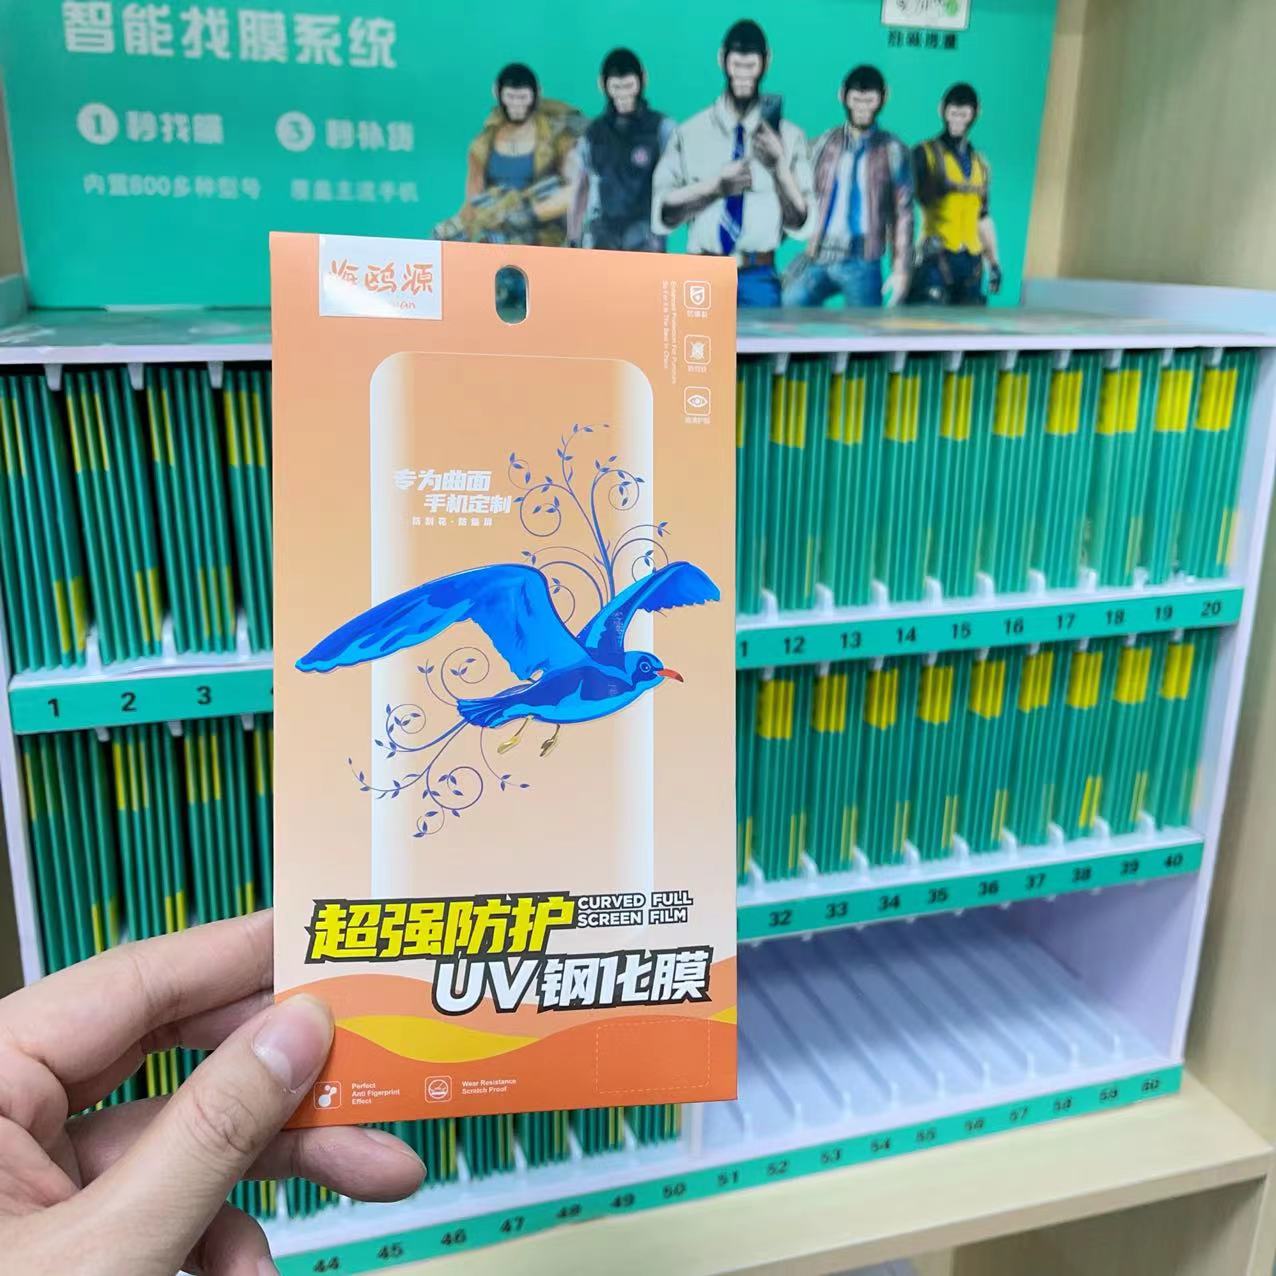 智能找膜系统
1 秒找膜
3 秒补货
内置800多种型号
覆盖主流手机
海鸥源
专为曲面
手机定制
防刮花·防爆屏
超强防护
CURVED FULL
SCREEN FILM
UV钢化膜
Perfect
Anti Figerprint
Effect
Wear Resistance
Scratch Proof
1 2 3
12 13 14 15 16 17 18 19 20
32 33 34 35 36 37 38 39 40
44 45 46 47 48 49 50 51 52 53 54 55 56 57 58 59 60